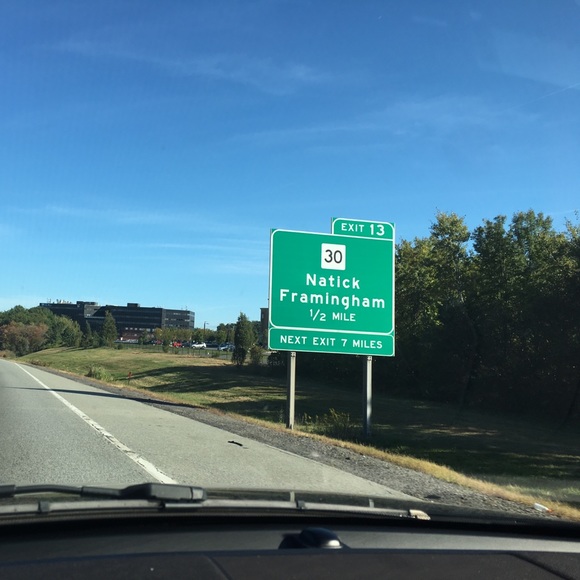 EXIT 13
30
Natick
Framingham
1/2 MILE
NEXT EXIT 7 MILES